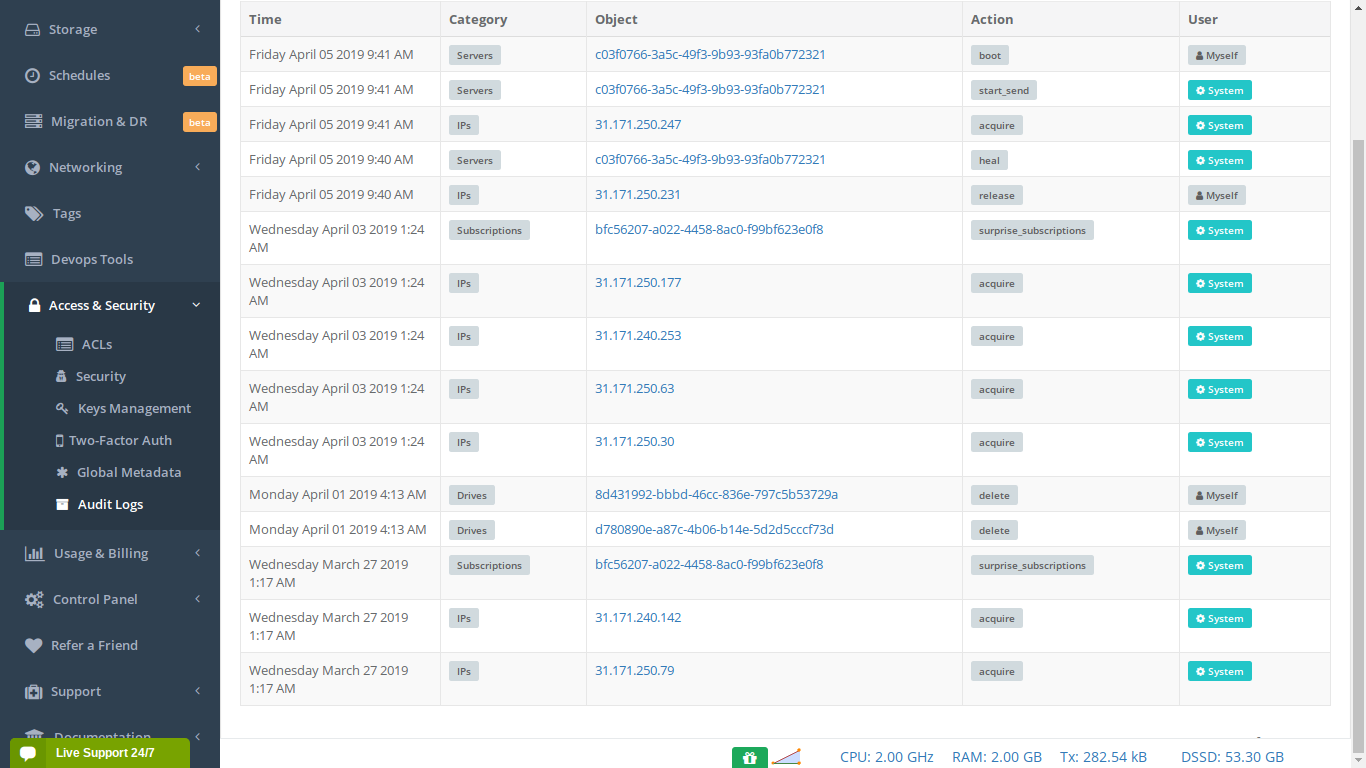 Storage
Schedules beta
Migration & DR beta
Networking
Tags
Devops Tools
Access & Security
ACLs
Security
Keys Management
Two-Factor Auth
Global Metadata
Audit Logs
Usage & Billing
Control Panel
Refer a Friend
Support
Documentation
Live Support 24/7
Time Category Object Action User
Friday April 05 2019 9:41 AM Servers c03f0766-3a5c-49f3-9b93-93fa0b772321 boot Myself
Friday April 05 2019 9:41 AM Servers c03f0766-3a5c-49f3-9b93-93fa0b772321 start_send System
Friday April 05 2019 9:41 AM IPs 31.171.250.247 acquire System
Friday April 05 2019 9:40 AM Servers c03f0766-3a5c-49f3-9b93-93fa0b772321 heal System
Friday April 05 2019 9:40 AM IPs 31.171.250.231 release Myself
Wednesday April 03 2019 1:24 Subscriptions bfc56207-a022-4458-8ac0-f99bf623e0f8 surprise_subscriptions System
AM
Wednesday April 03 2019 1:24 IPs 31.171.250.177 acquire System
AM
Wednesday April 03 2019 1:24 IPs 31.171.240.253 acquire System
AM
Wednesday April 03 2019 1:24 IPs 31.171.250.63 acquire System
AM
Wednesday April 03 2019 1:24 IPs 31.171.250.30 acquire System
AM
Monday April 01 2019 4:13 AM Drives 8d431992-bbbd-46cc-836e-797c5b53729a delete Myself
Monday April 01 2019 4:13 AM Drives d780890e-a87c-4b06-b14e-5d2d5cccf73d delete Myself
Wednesday March 27 2019 Subscriptions bfc56207-a022-4458-8ac0-f99bf623e0f8 surprise_subscriptions System
1:17 AM
Wednesday March 27 2019 IPs 31.171.240.142 acquire System
1:17 AM
Wednesday March 27 2019 IPs 31.171.250.79 acquire System
1:17 AM
CPU: 2.00 GHz RAM: 2.00 GB Tx: 282.54 kB DSSD: 53.30 GB